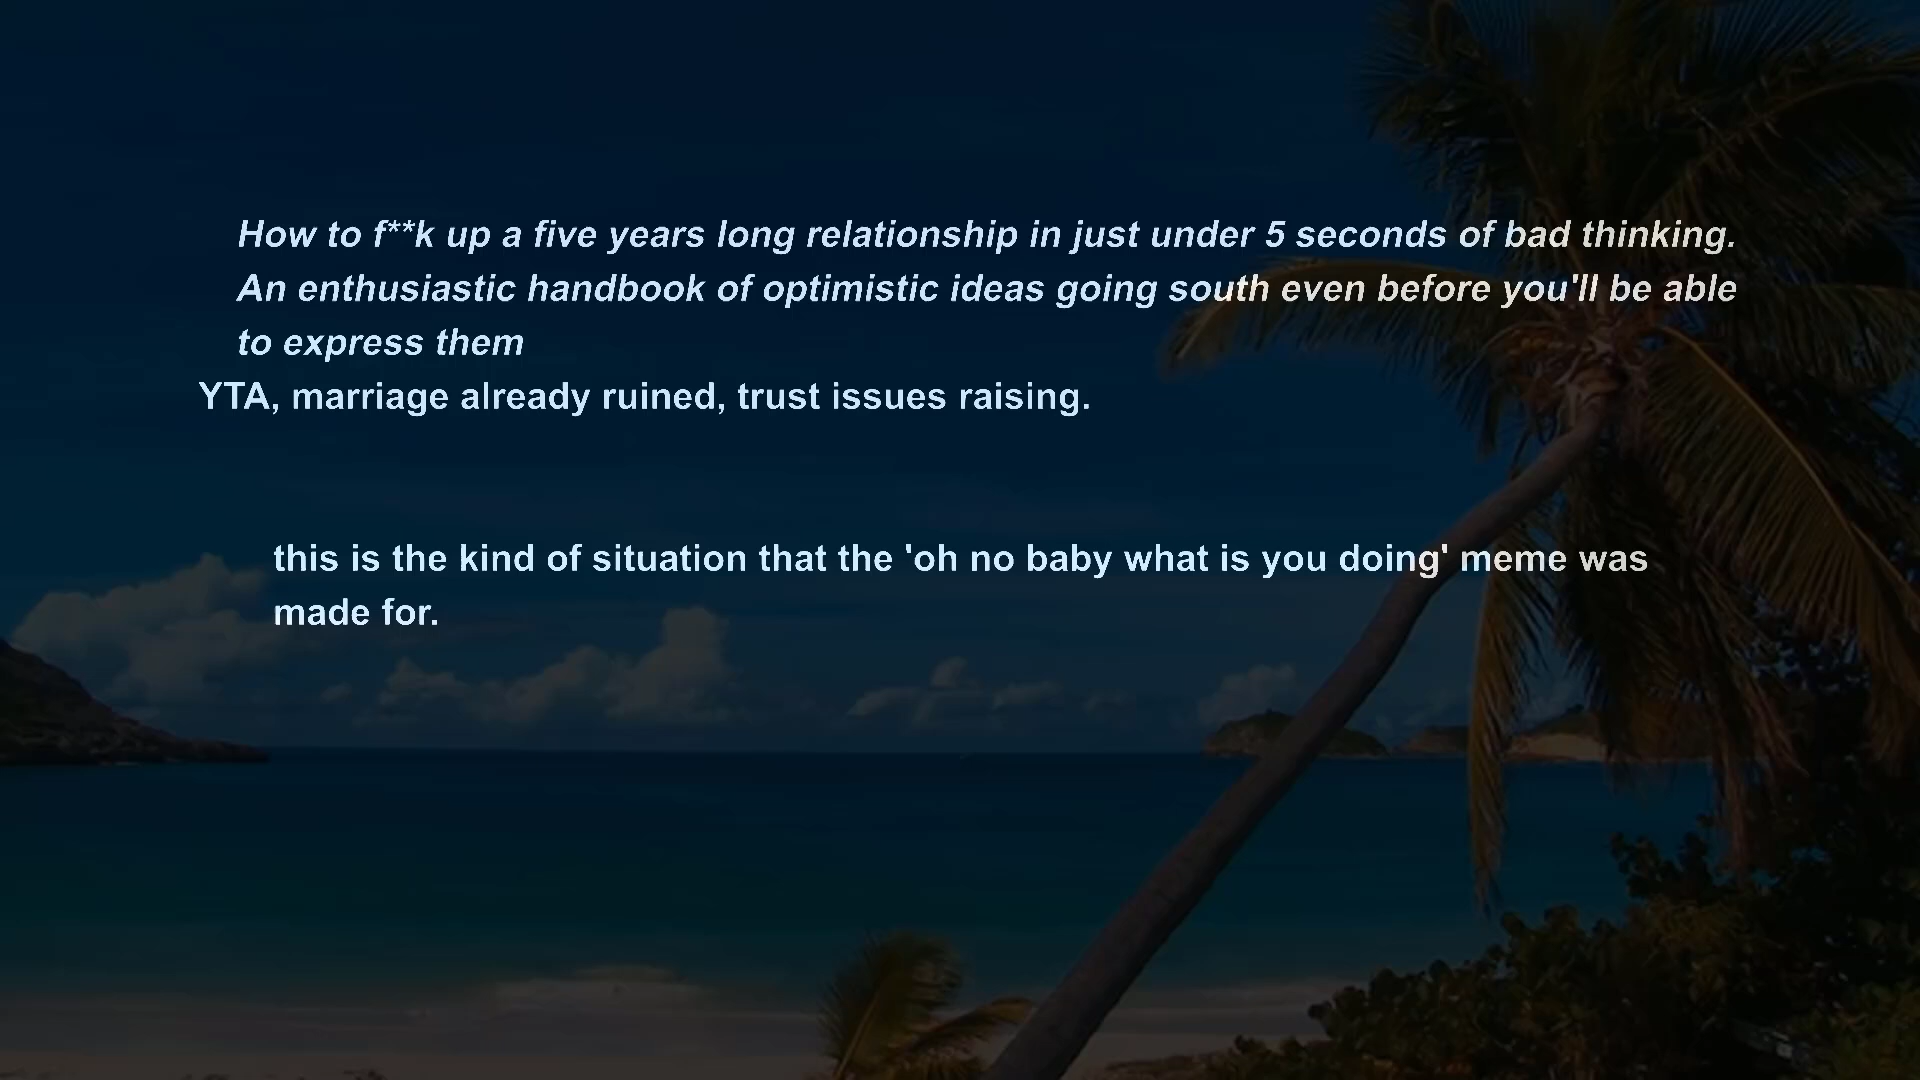 How to f**k up a five years long relationship in just under 5 seconds of bad thinking.
An enthusiastic handbook of optimistic ideas going south even before you'll be able
to express them
YTA, marriage already ruined, trust issues raising.
this is the kind of situation that the 'oh no baby what is you doing' meme was
made for.